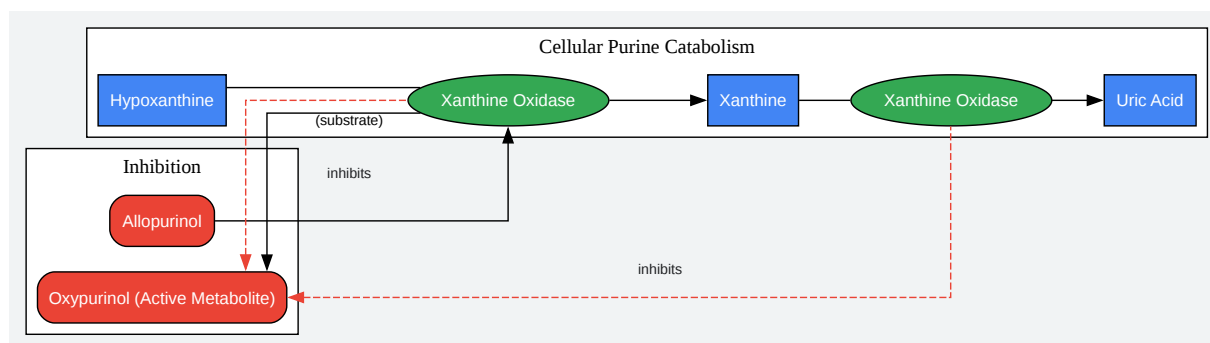 Cellular Purine Catabolism
Hypoxanthine
Xanthine Oxidase
Xanthine
Xanthine Oxidase
Uric Acid
(substrate)
Inhibition
inhibits
Allopurinol
inhibits
Oxypurinol (Active Metabolite)